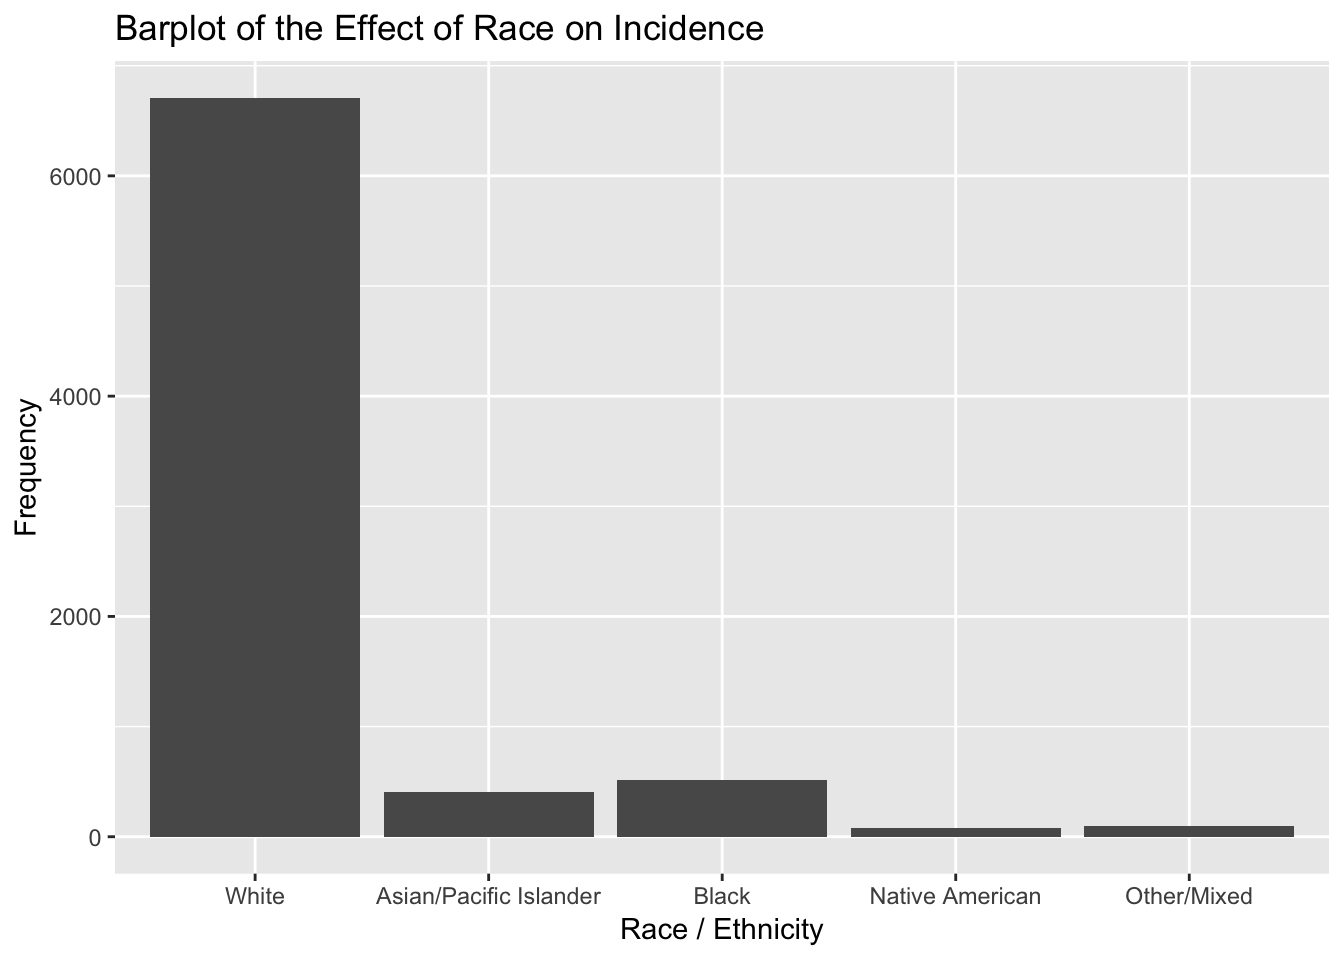 Barplot of the Effect of Race on Incidence
6000
4000
2000
0
Frequency
White
Asian/Pacific Islander
Black
Native American
Other/Mixed
Race / Ethnicity